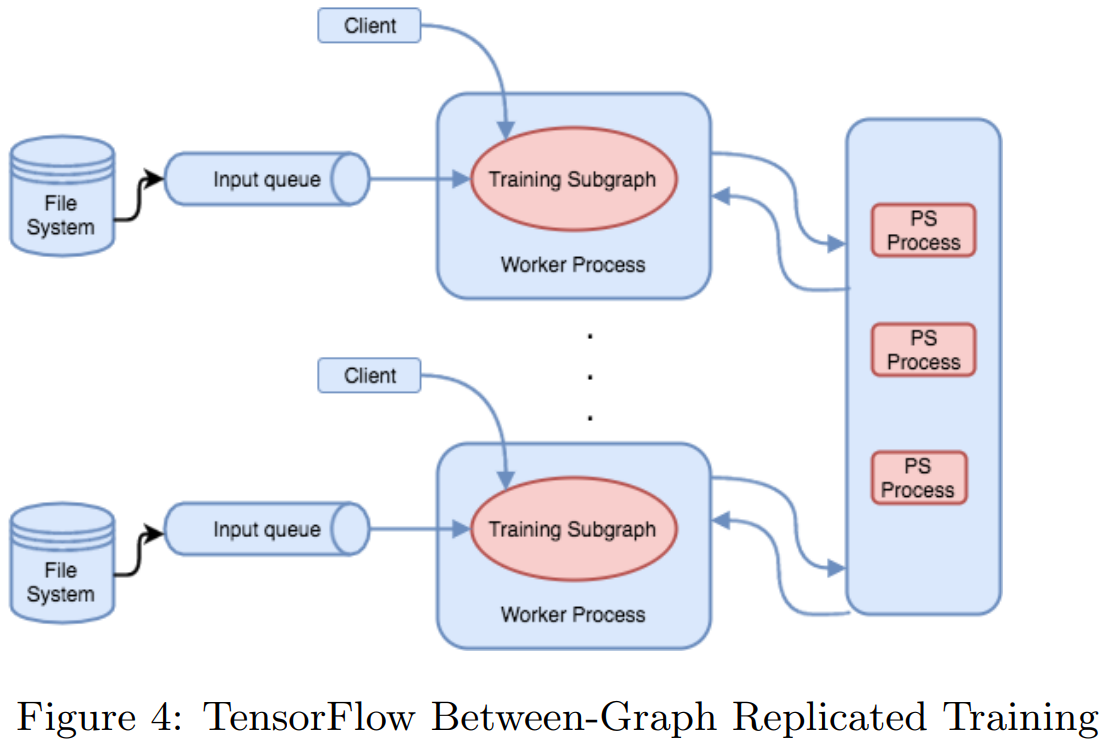 Client
File
System
Input queue
Training Subgraph
Worker Process
PS
Process
.
.
.
PS
Process
Client
PS
Process
File
System
Input queue
Training Subgraph
Worker Process
Figure 4: TensorFlow Between-Graph Replicated Training